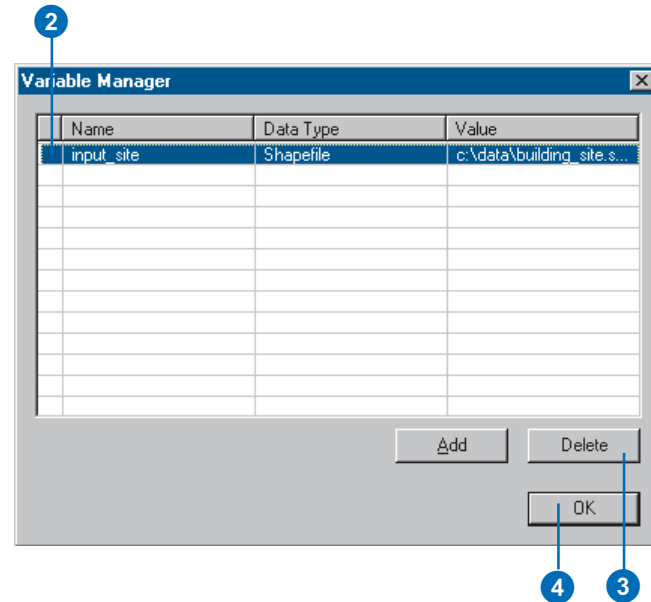 2
Variable Manager
Name Data Type Value
input_site Shapefile c:\data\building_site.s...
Add Delete
OK
4 3